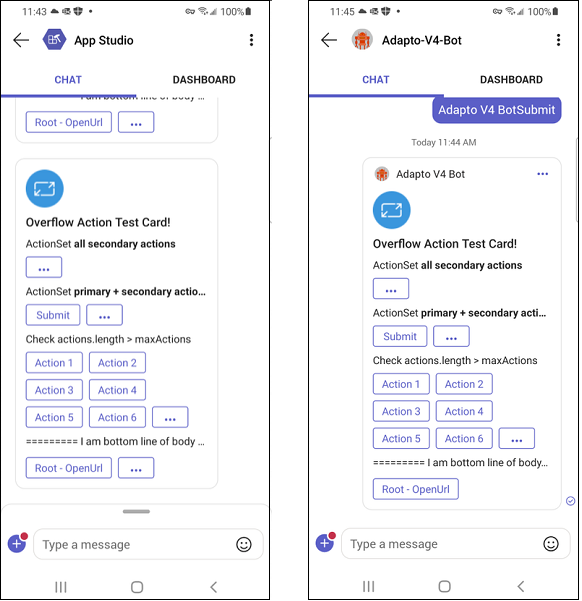 11:43 100%
App Studio
CHAT DASHBOARD
I am bottom line of body ...
Root - OpenUrl ...
Overflow Action Test Card!
ActionSet all secondary actions
...
ActionSet primary + secondary actio...
Submit ...
Check actions.length > maxActions
Action 1 Action 2
Action 3 Action 4
Action 5 Action 6 ...
========= I am bottom line of body ...
Root - OpenUrl ...
Type a message
11:45 100%
Adapto-V4-Bot
CHAT DASHBOARD
Adapto V4 BotSubmit
Today 11:44 AM
Adapto V4 Bot ...
Overflow Action Test Card!
ActionSet all secondary actions
...
ActionSet primary + secondary acti...
Submit ...
Check actions.length > maxActions
Action 1 Action 2
Action 3 Action 4
Action 5 Action 6 ...
========= I am bottom line of body...
Root - OpenUrl
Type a message